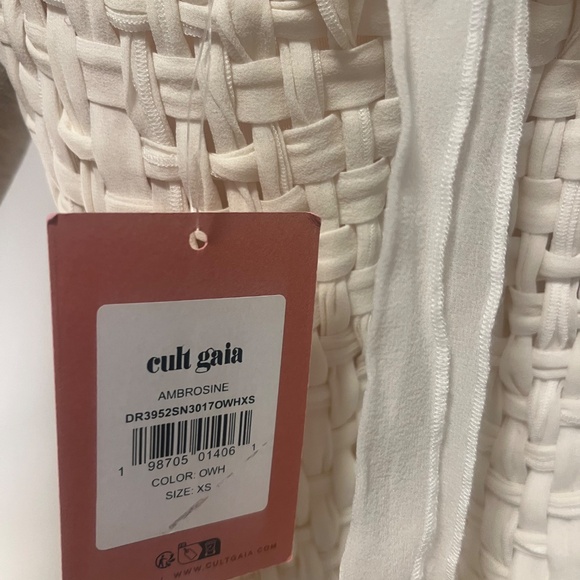 cult gaia
AMBROSINE
DR3952SN3017OWHXS
1 98705 01406 1
COLOR: OWH
SIZE: XS
WWW.CULTGAIA.COM